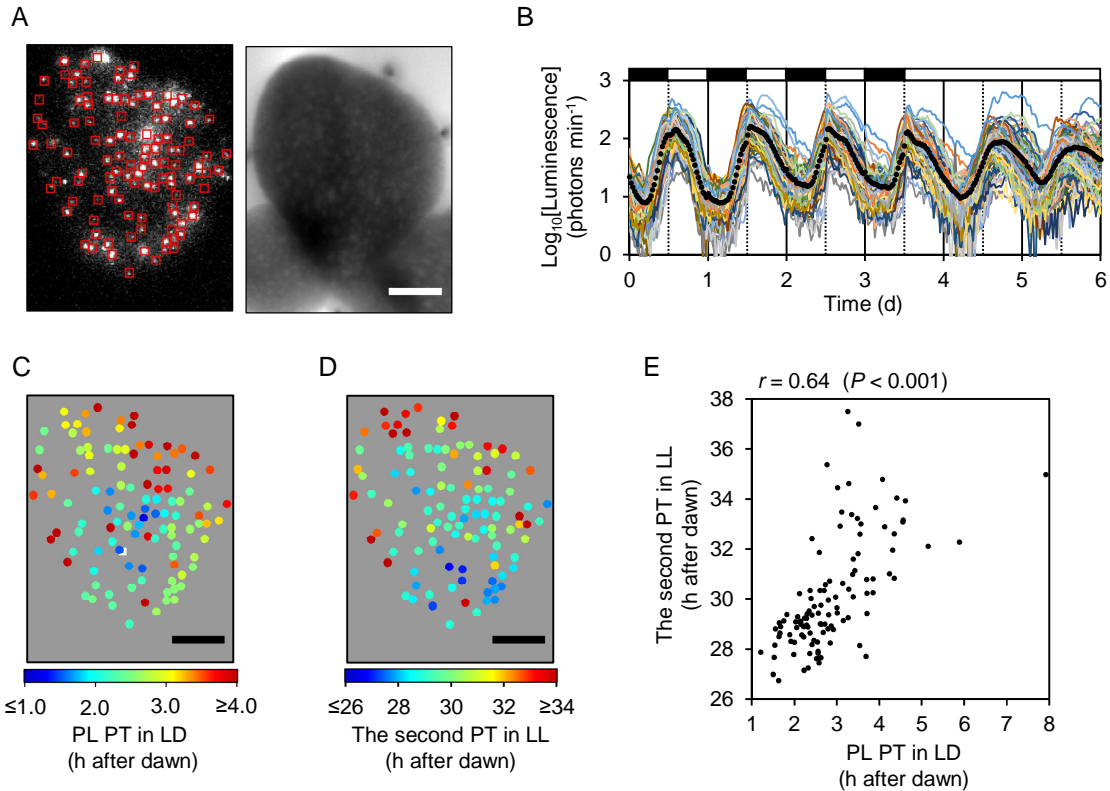 A
B
Log₁₀[Luminescence]
(photons min⁻¹)
3
2
1
0
0 1 2 3 4 5 6
Time (d)
C
D
E
≤1.0 2.0 3.0 ≥4.0
PL PT in LD
(h after dawn)
≤26 28 30 32 ≥34
The second PT in LL
(h after dawn)
r = 0.64 (P < 0.001)
The second PT in LL
(h after dawn)
38
36
34
32
30
28
26
1 2 3 4 5 6 7 8
PL PT in LD
(h after dawn)